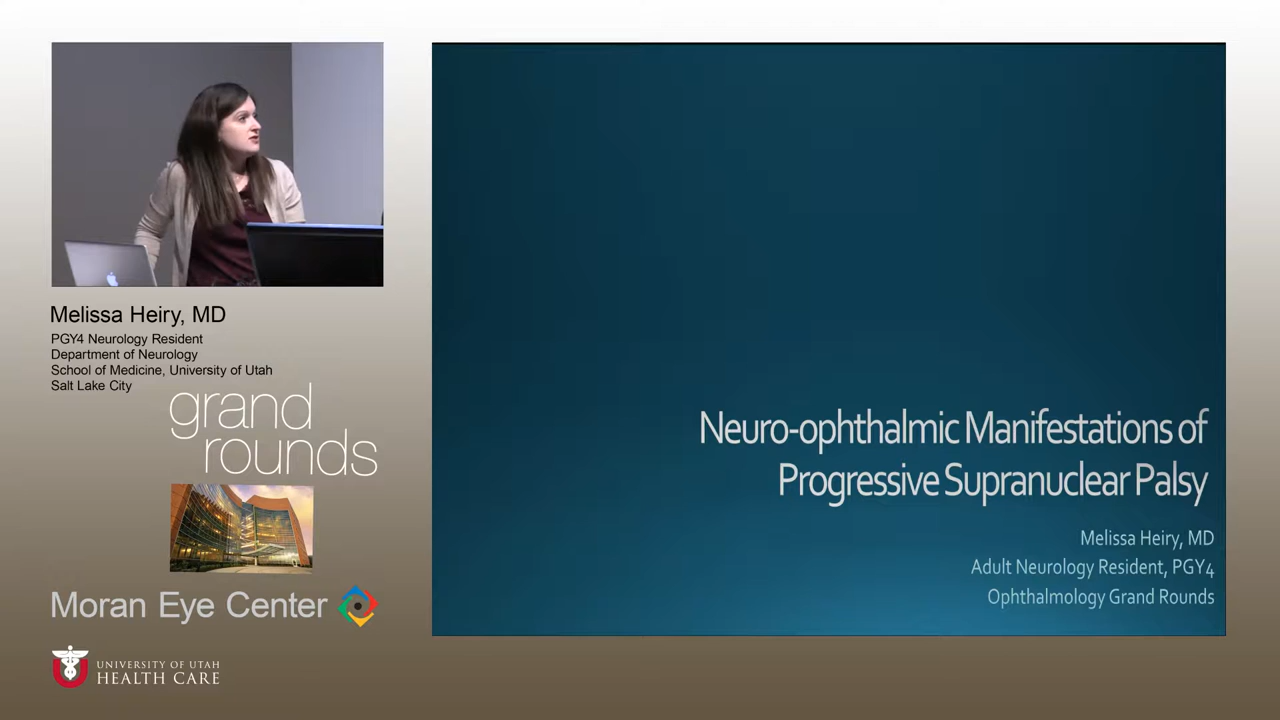 Melissa Heiry, MD
PGY4 Neurology Resident
Department of Neurology
School of Medicine, University of Utah
Salt Lake City
grand
rounds
Moran Eye Center
UNIVERSITY OF UTAH
HEALTH CARE
Neuro-ophthalmic Manifestations of
Progressive Supranuclear Palsy
Melissa Heiry, MD
Adult Neurology Resident, PGY4
Ophthalmology Grand Rounds